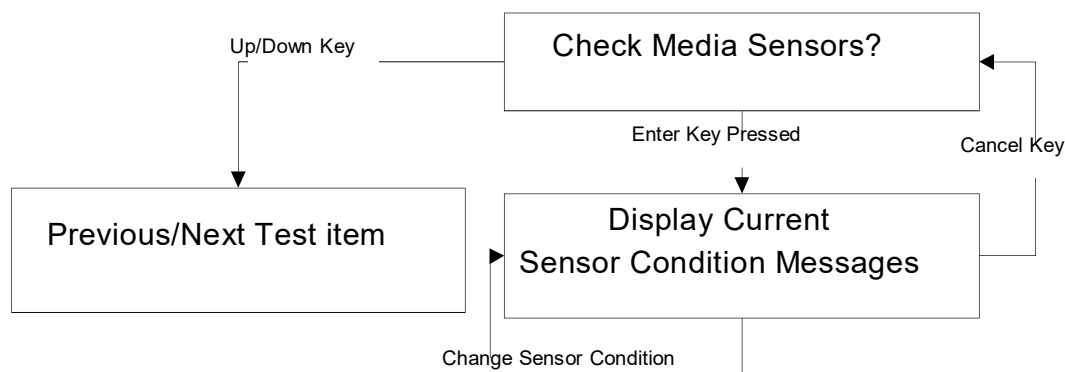 Check Media Sensors?
Up/Down Key
Enter Key Pressed
Cancel Key
Previous/Next Test item
Display Current
Sensor Condition Messages
Change Sensor Condition